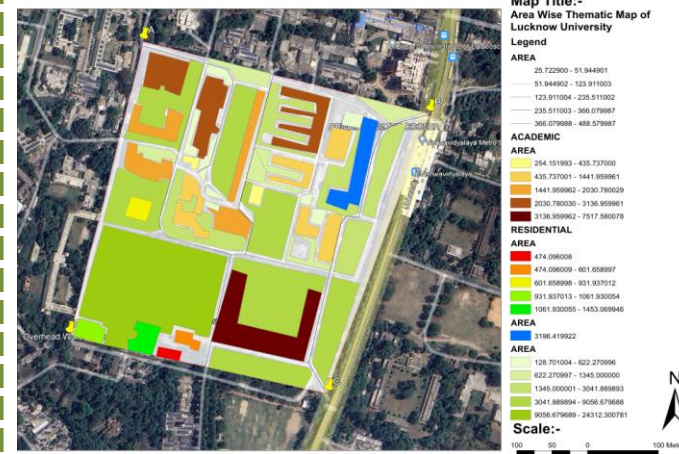 Map Title:-
Area Wise Thematic Map of
Lucknow University
Legend
AREA
25.722900 - 51.944901
51.944902 - 123.911003
123.911004 - 235.511002
235.511003 - 366.079987
366.079988 - 488.579987
ACADEMIC
AREA
254.151993 - 435.737000
435.737001 - 1441.959961
1441.959962 - 2030.780029
2030.780030 - 3136.959961
3136.959962 - 7517.580078
RESIDENTIAL
AREA
474.096008
474.096009 - 601.658997
601.658998 - 931.937012
931.937013 - 1061.930054
1061.930055 - 1453.069946
AREA
3196.419922
AREA
128.701004 - 622.270996
622.270997 - 1345.000000
1345.000001 - 3041.889893
3041.889894 - 9056.679688
9056.679689 - 24312.300781
Scale:-
N
100 50 0 100 Met
Overhead Wa